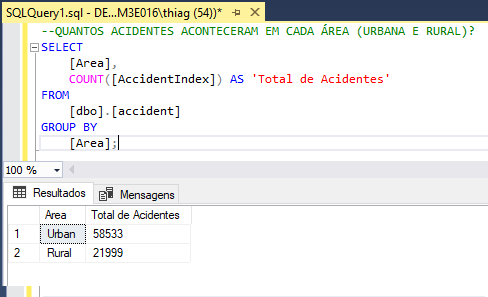 SQLQuery1.sql - DE...M3E016\thiag (54))*
--QUANTOS ACIDENTES ACONTECERAM EM CADA ÁREA (URBANA E RURAL)?
SELECT
[Area],
COUNT([AccidentIndex]) AS 'Total de Acidentes'
FROM
[dbo].[accident]
GROUP BY
[Area];
100 %
Resultados Mensagens
Area Total de Acidentes
1 Urban 58533
2 Rural 21999